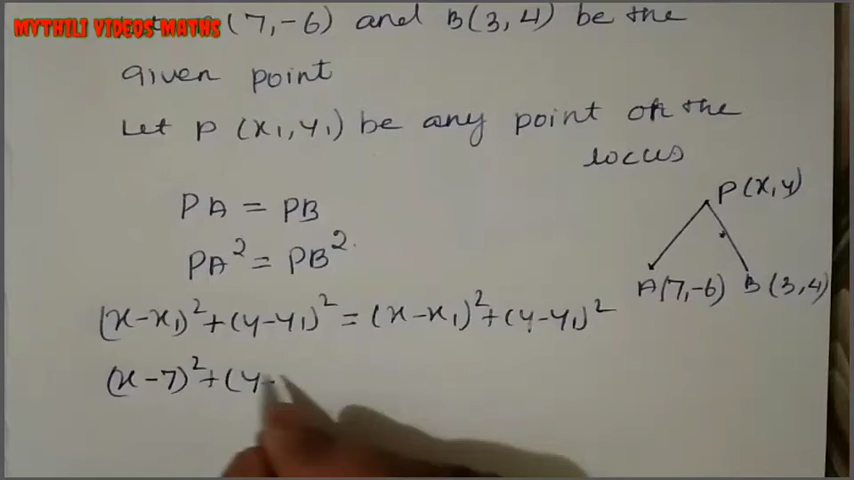 MYTHILI VIDEOS MATHS
(7,-6) and B(3,4) be the
Given point
Let P (x₁,y₁) be any point on the
locus
P(x,y)
PA = PB
PA² = PB²
A(7,-6) B(3,4)
(x-x₁)²+(y-y₁)² = (x-x₁)²+(y-y₁)²
(x-7)²+(y-